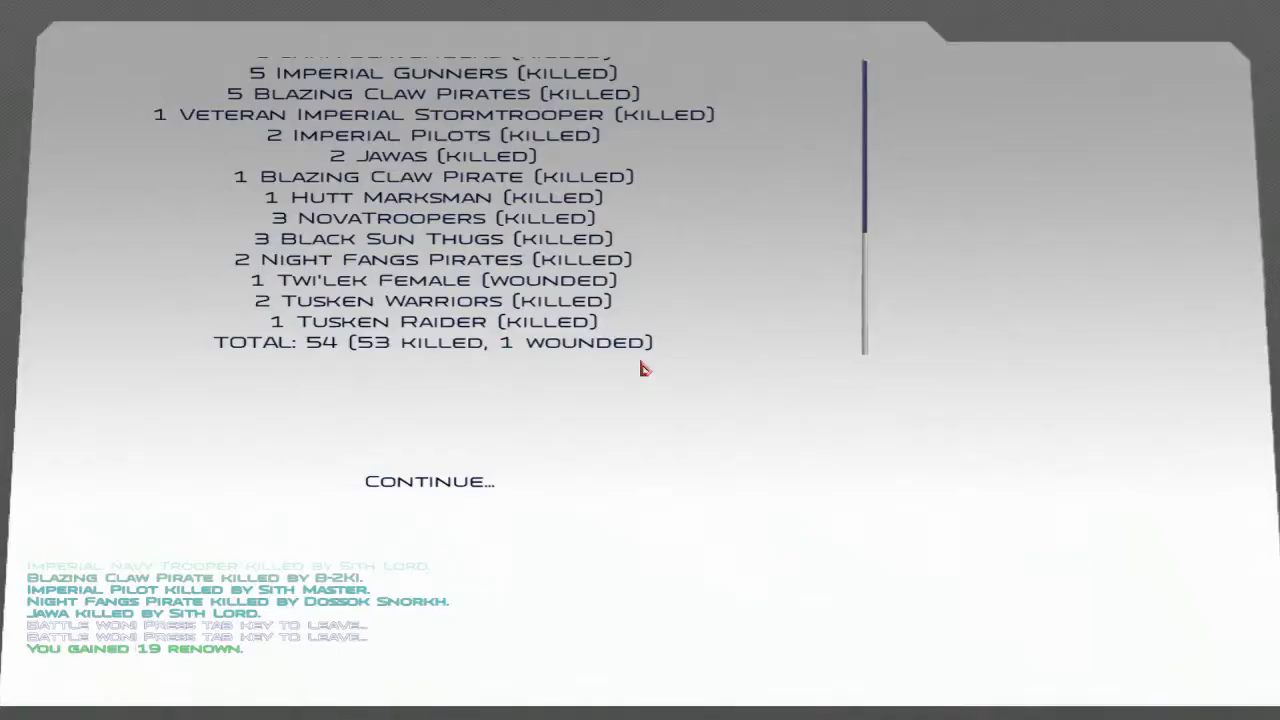 5 Imperial Gunners (killed)
5 Blazing Claw Pirates (killed)
1 Veteran Imperial Stormtrooper (killed)
2 Imperial Pilots (killed)
2 Jawas (killed)
1 Blazing Claw Pirate (killed)
1 Hutt Marksman (killed)
3 NovaTroopers (killed)
3 Black Sun Thugs (killed)
2 Night Fangs Pirates (killed)
1 Twi'lek Female (wounded)
2 Tusken Warriors (killed)
1 Tusken Raider (killed)
TOTAL: 54 (53 killed, 1 wounded)
Continue...
Imperial Navy Trooper killed by Sith Lord.
Blazing Claw Pirate killed by B-2KI.
Imperial Pilot killed by Sith Master.
Night Fangs Pirate killed by Dossok Snorkh.
Jawa killed by Sith Lord.
Battle won! Press tab key to leave..
Battle won! Press tab key to leave..
You gained 19 renown.